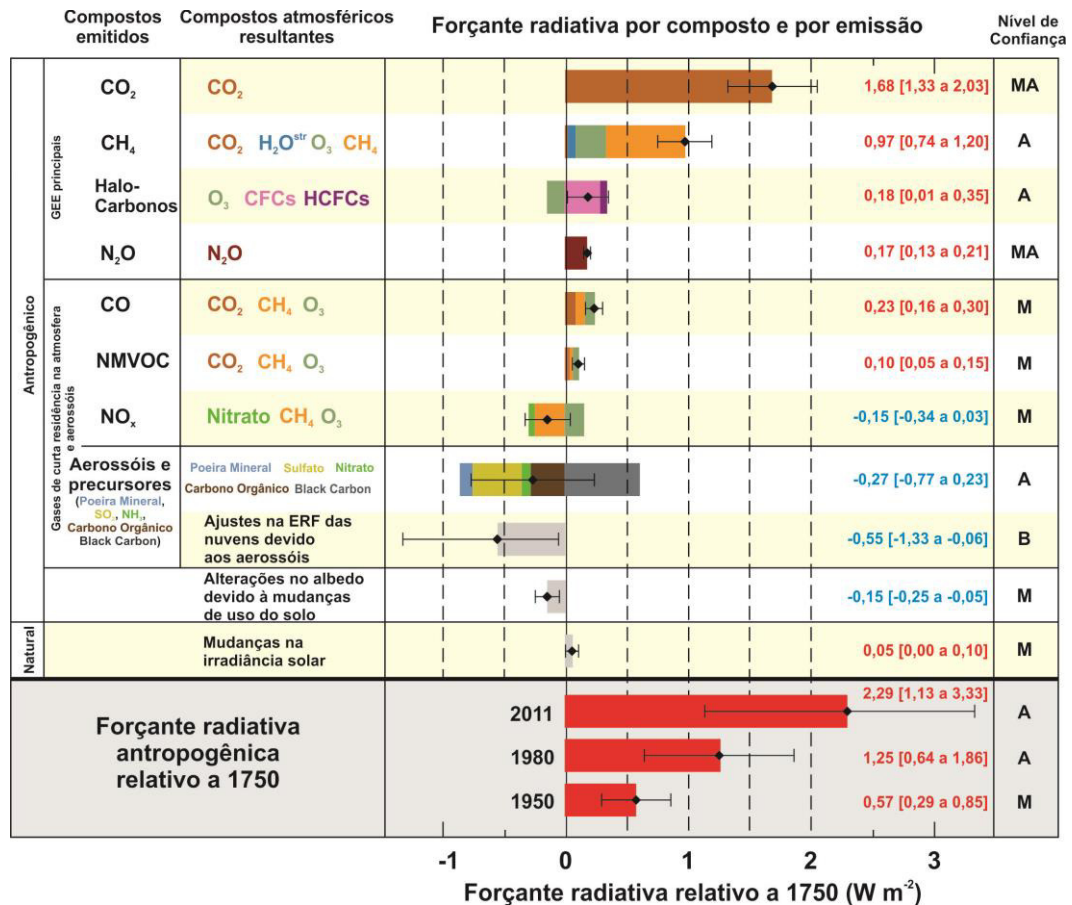 Compostos emitidos
Compostos atmosféricos resultantes
Forçante radiativa por composto e por emissão
Nível de Confiança
Antropogênico
GEE principais
CO₂
CO₂
1,68 [1,33 a 2,03]
MA
CH₄
CO₂ H₂Oˢᵗʳ O₃ CH₄
0,97 [0,74 a 1,20]
A
Halo-Carbonos
O₃ CFCs HCFCs
0,18 [0,01 a 0,35]
A
N₂O
N₂O
0,17 [0,13 a 0,21]
MA
Gases de curta residência na atmosfera e aerossóis
CO
CO₂ CH₄ O₃
0,23 [0,16 a 0,30]
M
NMVOC
CO₂ CH₄ O₃
0,10 [0,05 a 0,15]
M
NOₓ
Nitrato CH₄ O₃
-0,15 [-0,34 a 0,03]
M
Aerossóis e
precursores
(Poeira Mineral,
SO₂, NH₃,
Carbono Orgânico
Black Carbon)
Poeira Mineral Sulfato Nitrato
Carbono Orgânico Black Carbon
-0,27 [-0,77 a 0,23]
A
Ajustes na ERF das
nuvens devido
aos aerossóis
-0,55 [-1,33 a -0,06]
B
Alterações no albedo
devido à mudanças
de uso do solo
-0,15 [-0,25 a -0,05]
M
Natural
Mudanças na
irradiância solar
0,05 [0,00 a 0,10]
M
Forçante radiativa
antropogênica
relativo a 1750
2011
2,29 [1,13 a 3,33]
A
1980
1,25 [0,64 a 1,86]
A
1950
0,57 [0,29 a 0,85]
M
-1 0 1 2 3
Forçante radiativa relativo a 1750 (W m⁻²)